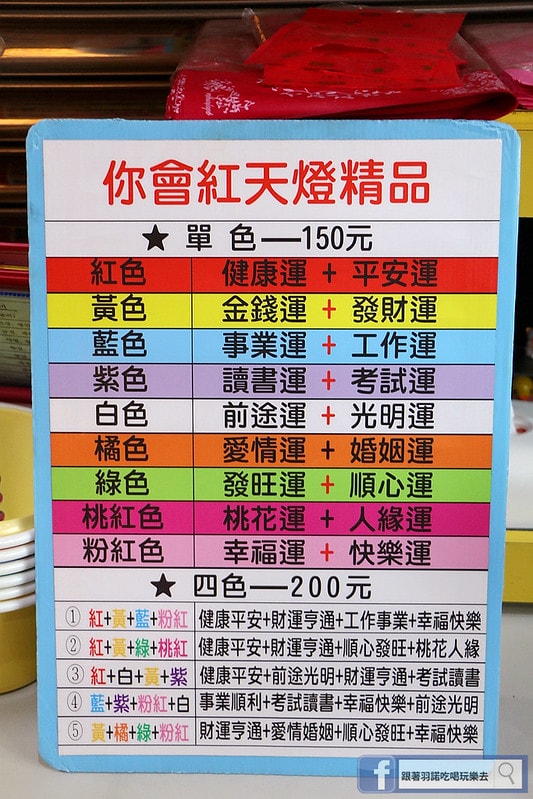 你會紅天燈精品
★ 單色—150元
紅色 健康運 + 平安運
黃色 金錢運 + 發財運
藍色 事業運 + 工作運
紫色 讀書運 + 考試運
白色 前途運 + 光明運
橘色 愛情運 + 婚姻運
綠色 發旺運 + 順心運
桃紅色 桃花運 + 人緣運
粉紅色 幸福運 + 快樂運
★ 四色—200元
① 紅+黃+藍+粉紅 健康平安+財運亨通+工作事業+幸福快樂
② 紅+黃+綠+桃紅 健康平安+財運亨通+順心發旺+桃花人緣
③ 紅+白+黃+紫 健康平安+前途光明+財運亨通+考試讀書
④ 藍+紫+粉紅+白 事業順利+考試讀書+幸福快樂+前途光明
⑤ 黃+橘+綠+粉紅 財運亨通+愛情婚姻+順心發旺+幸福快樂
f 跟著羽諾吃喝玩樂去